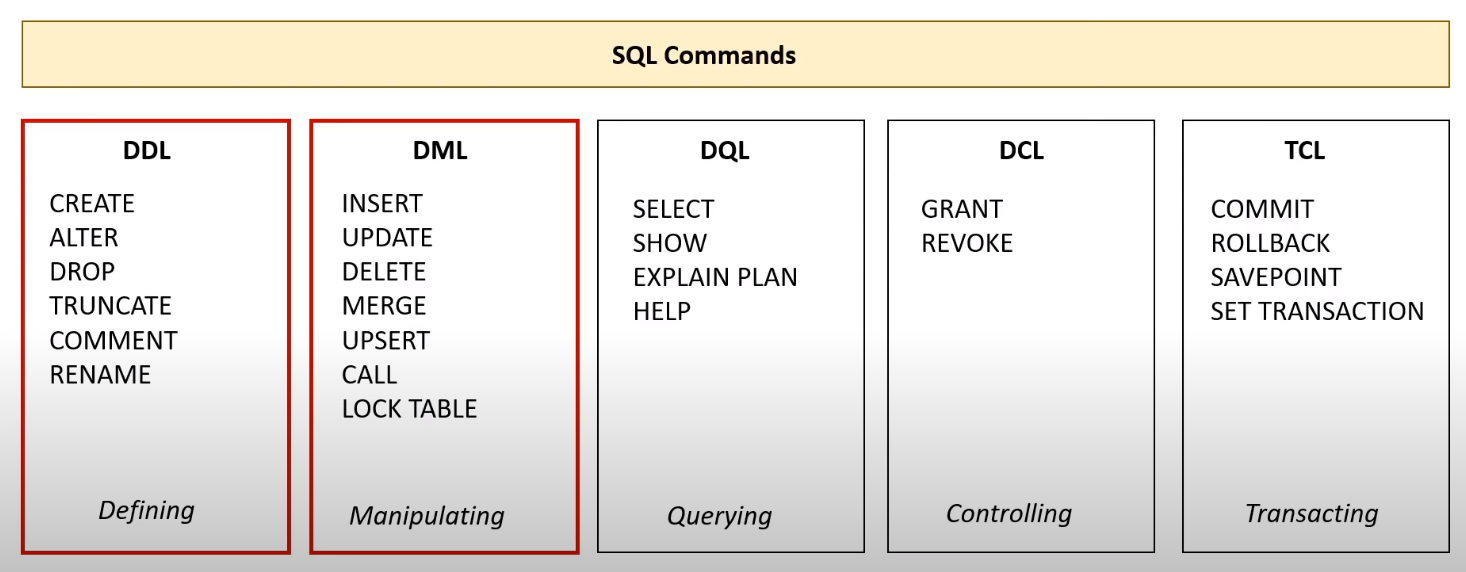 SQL Commands
DDL
CREATE
ALTER
DROP
TRUNCATE
COMMENT
RENAME
Defining
DML
INSERT
UPDATE
DELETE
MERGE
UPSERT
CALL
LOCK TABLE
Manipulating
DQL
SELECT
SHOW
EXPLAIN PLAN
HELP
Querying
DCL
GRANT
REVOKE
Controlling
TCL
COMMIT
ROLLBACK
SAVEPOINT
SET TRANSACTION
Transacting